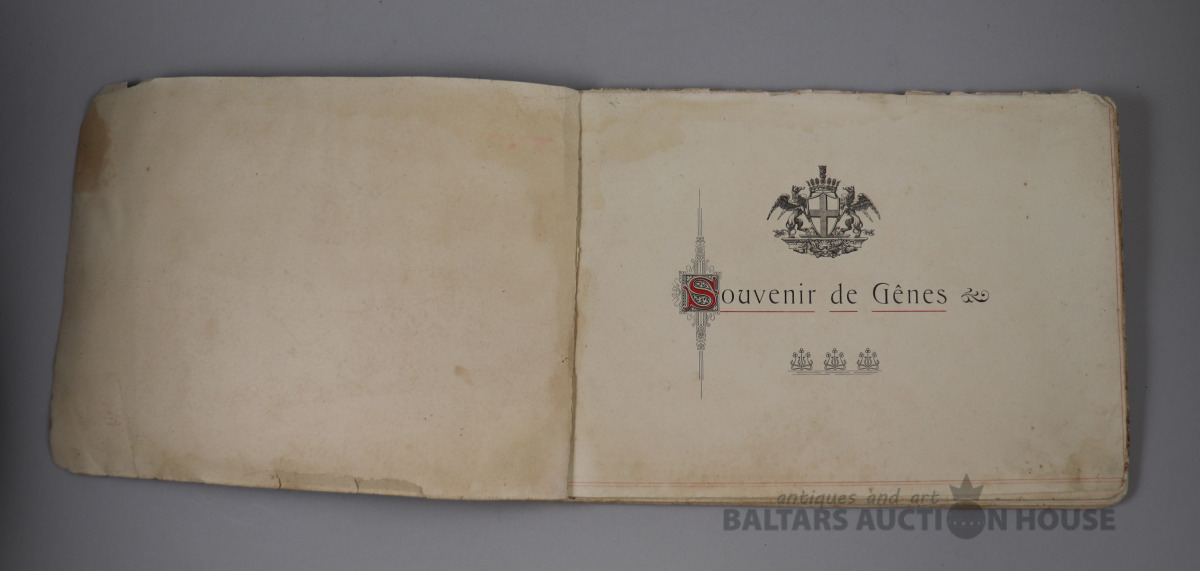 Souvenir de Gênes
antiques and art
BALTARS AUCTION HOUSE